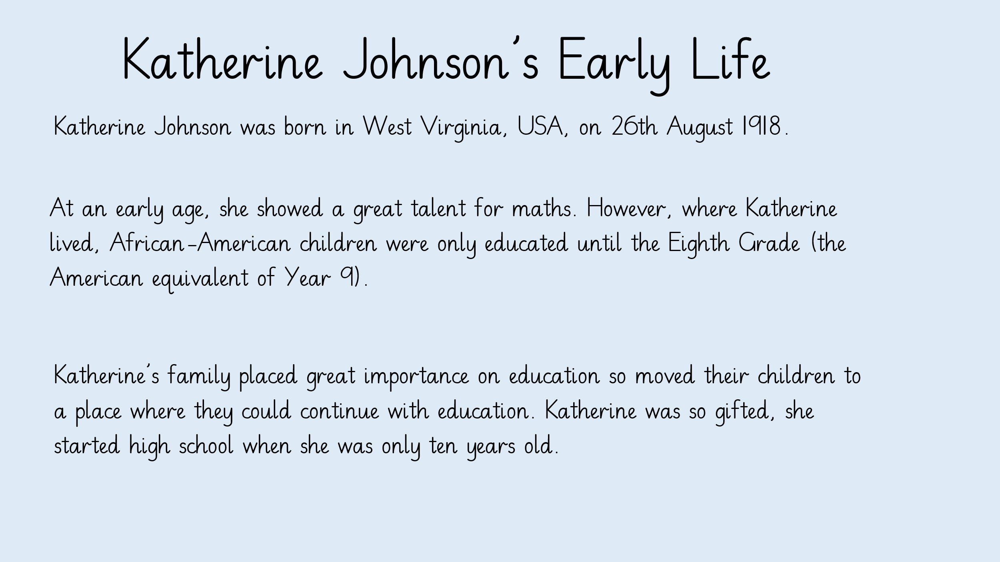 Katherine Johnson’s Early Life
Katherine Johnson was born in West Virginia, USA, on 26th August 1918.
At an early age, she showed a great talent for maths. However, where Katherine
lived, African-American children were only educated until the Eighth Grade (the
American equivalent of Year 9).
Katherine’s family placed great importance on education so moved their children to
a place where they could continue with education. Katherine was so gifted, she
started high school when she was only ten years old.